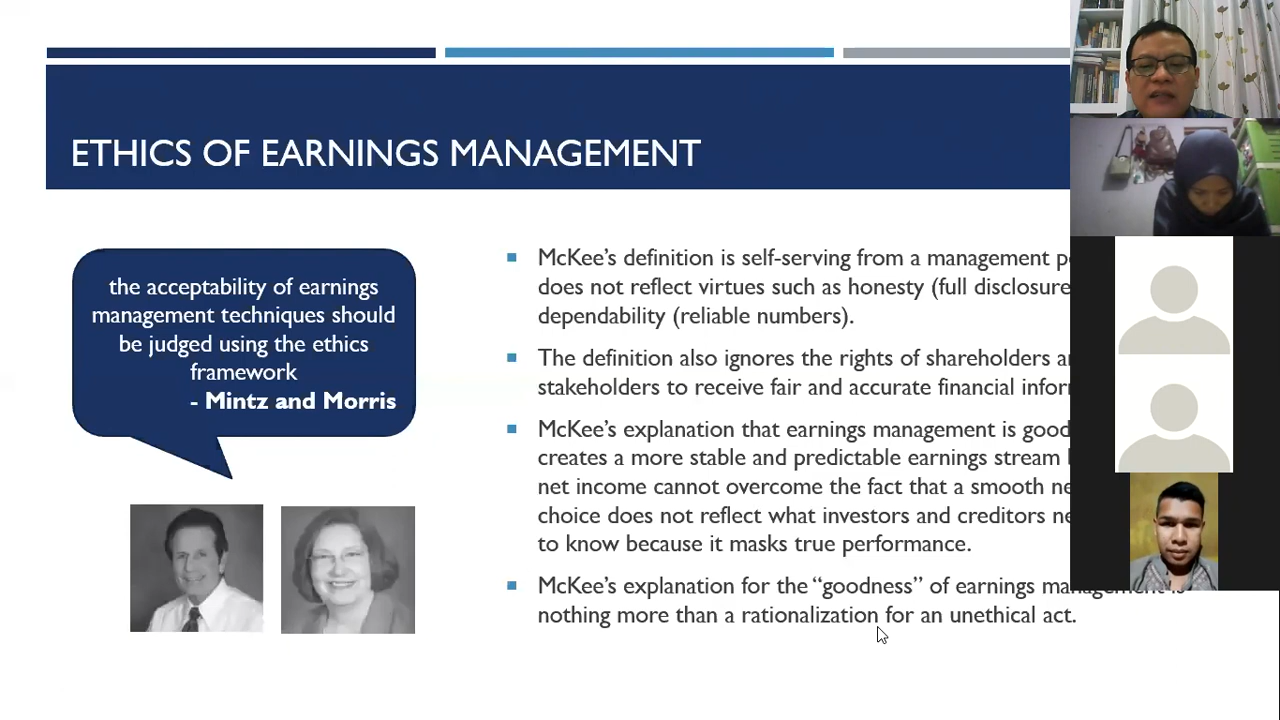 ETHICS OF EARNINGS MANAGEMENT
the acceptability of earnings
management techniques should
be judged using the ethics
framework
- Mintz and Morris
McKee's definition is self-serving from a management
does not reflect virtues such as honesty (full disclosure
dependability (reliable numbers).
The definition also ignores the rights of shareholders
stakeholders to receive fair and accurate financial
McKee's explanation that earnings management is good
creates a more stable and predictable earnings stream
net income cannot overcome the fact that a smooth
choice does not reflect what investors and creditors
to know because it masks true performance.
McKee's explanation for the “goodness” of earnings management is
nothing more than a rationalization for an unethical act.